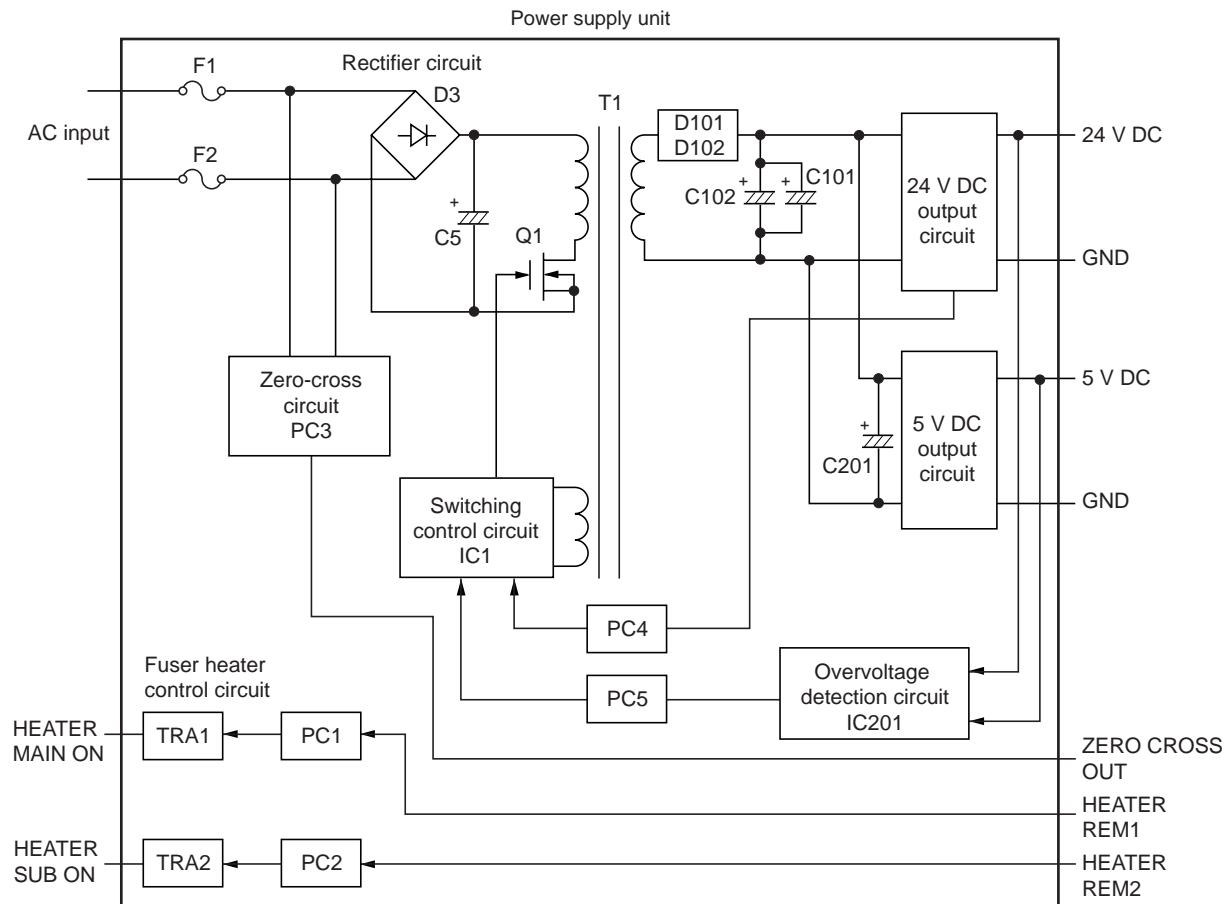 Power supply unit
F1
Rectifier circuit
D3
T1
AC input
F2
D101
D102
24 V DC
+
C5
Q1
+
C102
+
C101
24 V DC
output
circuit
GND
Zero-cross
circuit
PC3
5 V DC
+
C201
5 V DC
output
circuit
GND
Switching
control circuit
IC1
PC4
Fuser heater
control circuit
PC5
Overvoltage
detection circuit
IC201
HEATER
MAIN ON
TRA1
PC1
ZERO CROSS
OUT
HEATER
REM1
HEATER
SUB ON
TRA2
PC2
HEATER
REM2